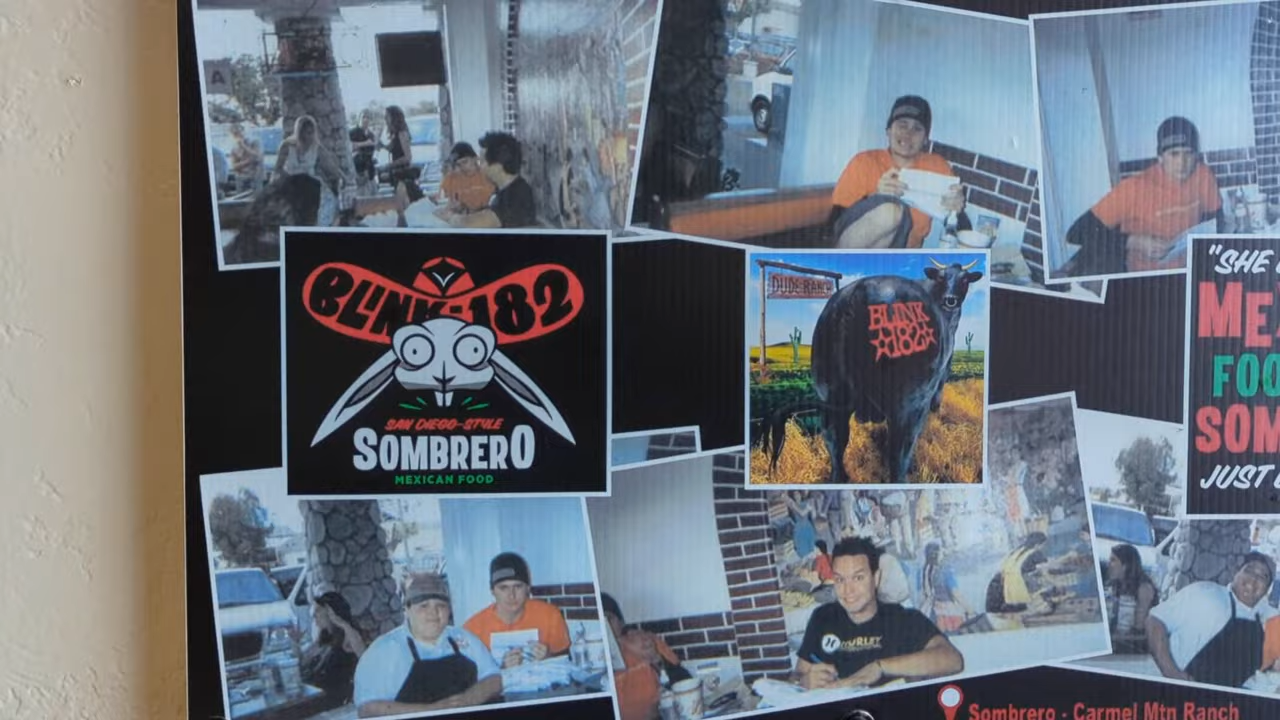 BLINK-182
SAN DIEGO-STYLE
SOMBRERO
MEXICAN FOOD
DUDE RANCH
BLINK
182
"SHE
ME
FOO
SOM
JUST
HURLEY
Sombrero - Carmel Mtn Ranch